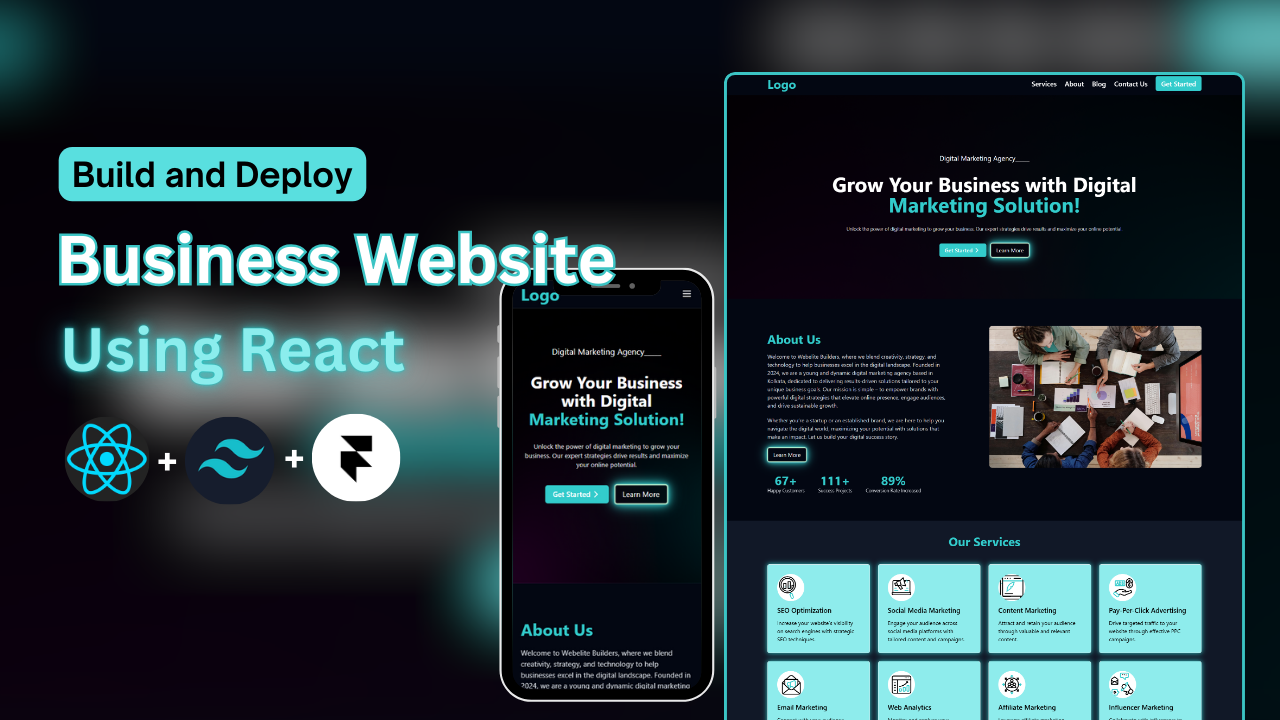 Build and Deploy
Business Website
Using React
+
+
Logo
Digital Marketing Agency____
Grow Your Business
with Digital
Marketing Solution!
Unlock the power of digital marketing to grow your
business. Our expert strategies drive results and maximize
your online potential.
Get Started
Learn More
About Us
Welcome to Webelite Builders, where we blend
creativity, strategy, and technology to help
businesses excel in the digital landscape. Founded in
2024, we are a young and dynamic digital marketing
Logo
Services About Blog Contact Us Get Started
Digital Marketing Agency____
Grow Your Business with Digital
Marketing Solution!
Unlock the power of digital marketing to grow your business. Our expert strategies drive results and maximize your online potential.
Get Started
Learn More
About Us
Welcome to Webelite Builders, where we blend creativity, strategy, and
technology to help businesses excel in the digital landscape. Founded in
2024, we are a young and dynamic digital marketing agency based in
Kolkata, dedicated to delivering results-driven solutions tailored to your
unique business goals. Our mission is simple - to empower brands with
powerful digital strategies that elevate online presence, engage audiences,
and drive sustainable growth.
Whether you're a startup or an established brand, we are here to help you
navigate the digital world, maximizing your potential with solutions that
make an impact. Let us build your digital success story.
Learn More
67+ 111+ 89%
Happy Customers Success Projects Conversion Rate Increased
Our Services
SEO Optimization
Increase your website's visibility
on search engines with strategic
SEO techniques.
Social Media Marketing
Engage your audience across
social media platforms with
tailored content and campaigns.
Content Marketing
Attract and retain your audience
through valuable and relevant
content.
Pay-Per-Click Advertising
Drive targeted traffic to your
website through effective PPC
campaigns.
Email Marketing
Web Analytics
Affiliate Marketing
Influencer Marketing